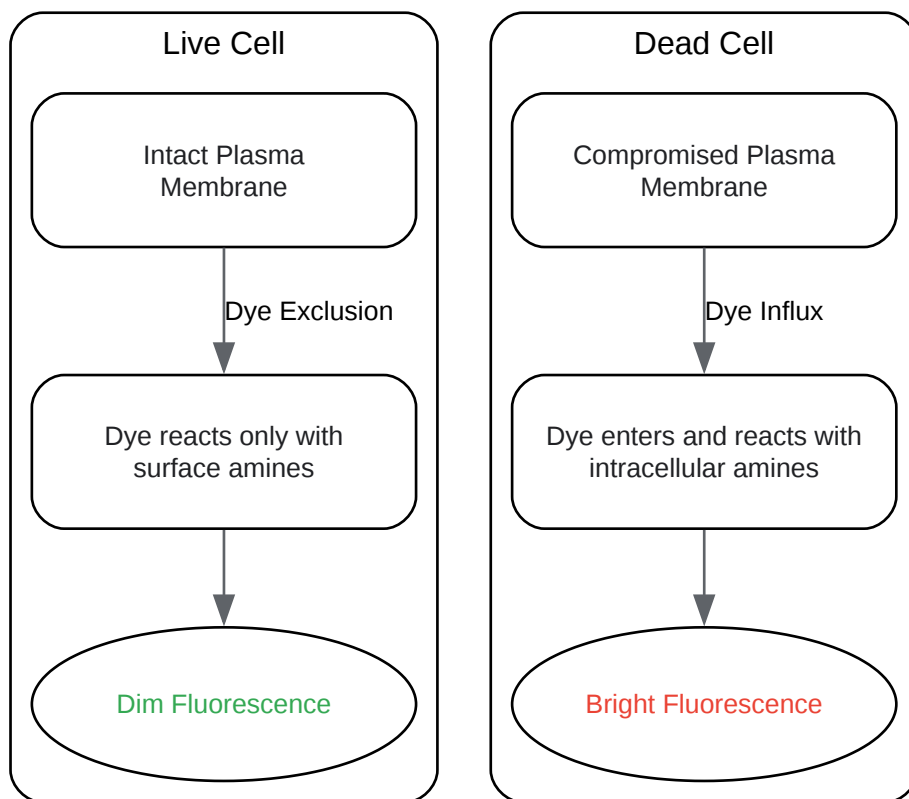 Live Cell
Intact Plasma
Membrane
Dye Exclusion
Dye reacts only with
surface amines
Dim Fluorescence
Dead Cell
Compromised Plasma
Membrane
Dye Influx
Dye enters and reacts with
intracellular amines
Bright Fluorescence